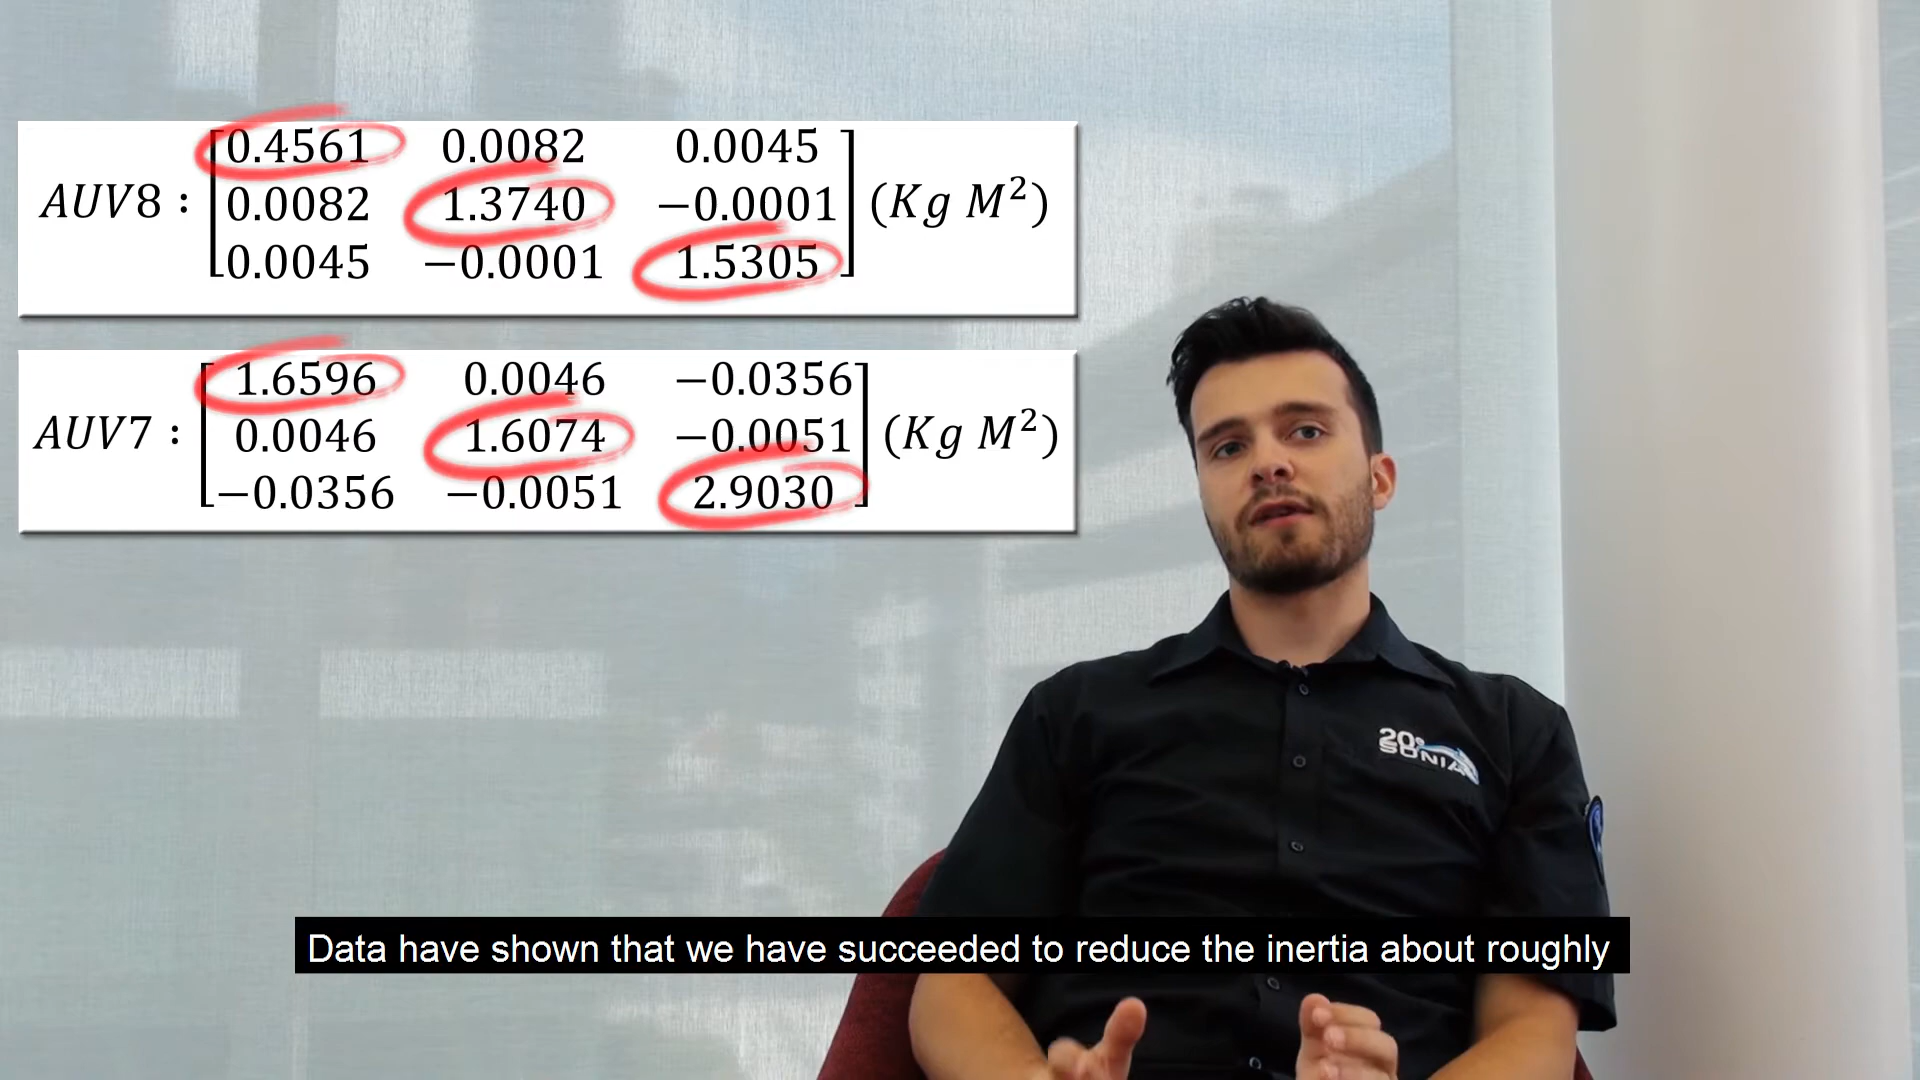 0.4561 0.0082 0.0045
AUV8 : 0.0082 1.3740 −0.0001 (Kg M²)
0.0045 −0.0001 1.5305
1.6596 0.0046 −0.0356
AUV7 : 0.0046 1.6074 −0.0051 (Kg M²)
−0.0356 −0.0051 2.9030
20e
SONIA
Data have shown that we have succeeded to reduce the inertia about roughly